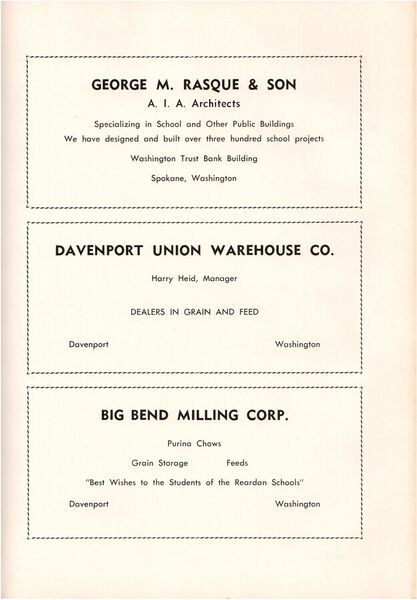 GEORGE M. RASQUE & SON
A. I. A. Architects
Specializing in School and Other Public Buildings
We have designed and built over three hundred school projects
Washington Trust Bank Building
Spokane, Washington
DAVENPORT UNION WAREHOUSE CO.
Harry Heid, Manager
DEALERS IN GRAIN AND FEED
Davenport Washington
BIG BEND MILLING CORP.
Purina Chows
Grain Storage Feeds
"Best Wishes to the Students of the Reardan Schools"
Davenport Washington